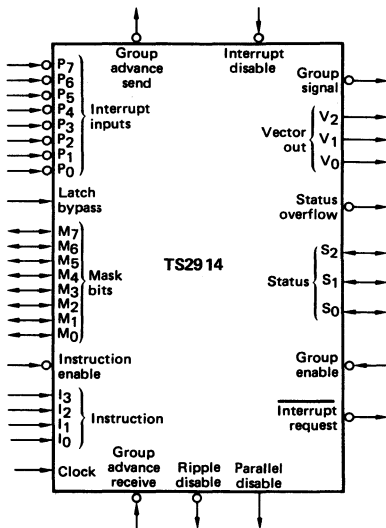 Group advance send
Interrupt disable
P7
P6
P5
P4
P3
P2
P1
P0
Interrupt inputs
Group signal
Vector out
V2
V1
V0
Latch bypass
Status overflow
M7
M6
M5
M4
M3
M2
M1
M0
Mask bits
TS2914
Status
S2
S1
S0
Instruction enable
Group enable
I3
I2
I1
I0
Instruction
Interrupt request
Clock
Group advance receive
Ripple disable
Parallel disable